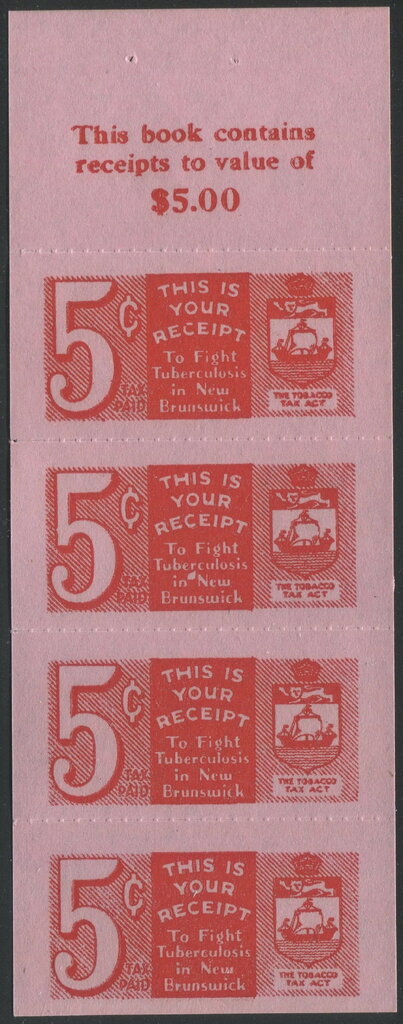 This book contains
receipts to value of
$5.00
5¢
TAX
PAID
THIS IS
YOUR
RECEIPT
To Fight
Tuberculosis
in New
Brunswick
THE TOBACCO
TAX ACT
5¢
TAX
PAID
THIS IS
YOUR
RECEIPT
To Fight
Tuberculosis
in New
Brunswick
THE TOBACCO
TAX ACT
5¢
TAX
PAID
THIS IS
YOUR
RECEIPT
To Fight
Tuberculosis
in New
Brunswick
THE TOBACCO
TAX ACT
5¢
TAX
PAID
THIS IS
YOUR
RECEIPT
To Fight
Tuberculosis
in New
Brunswick
THE TOBACCO
TAX ACT